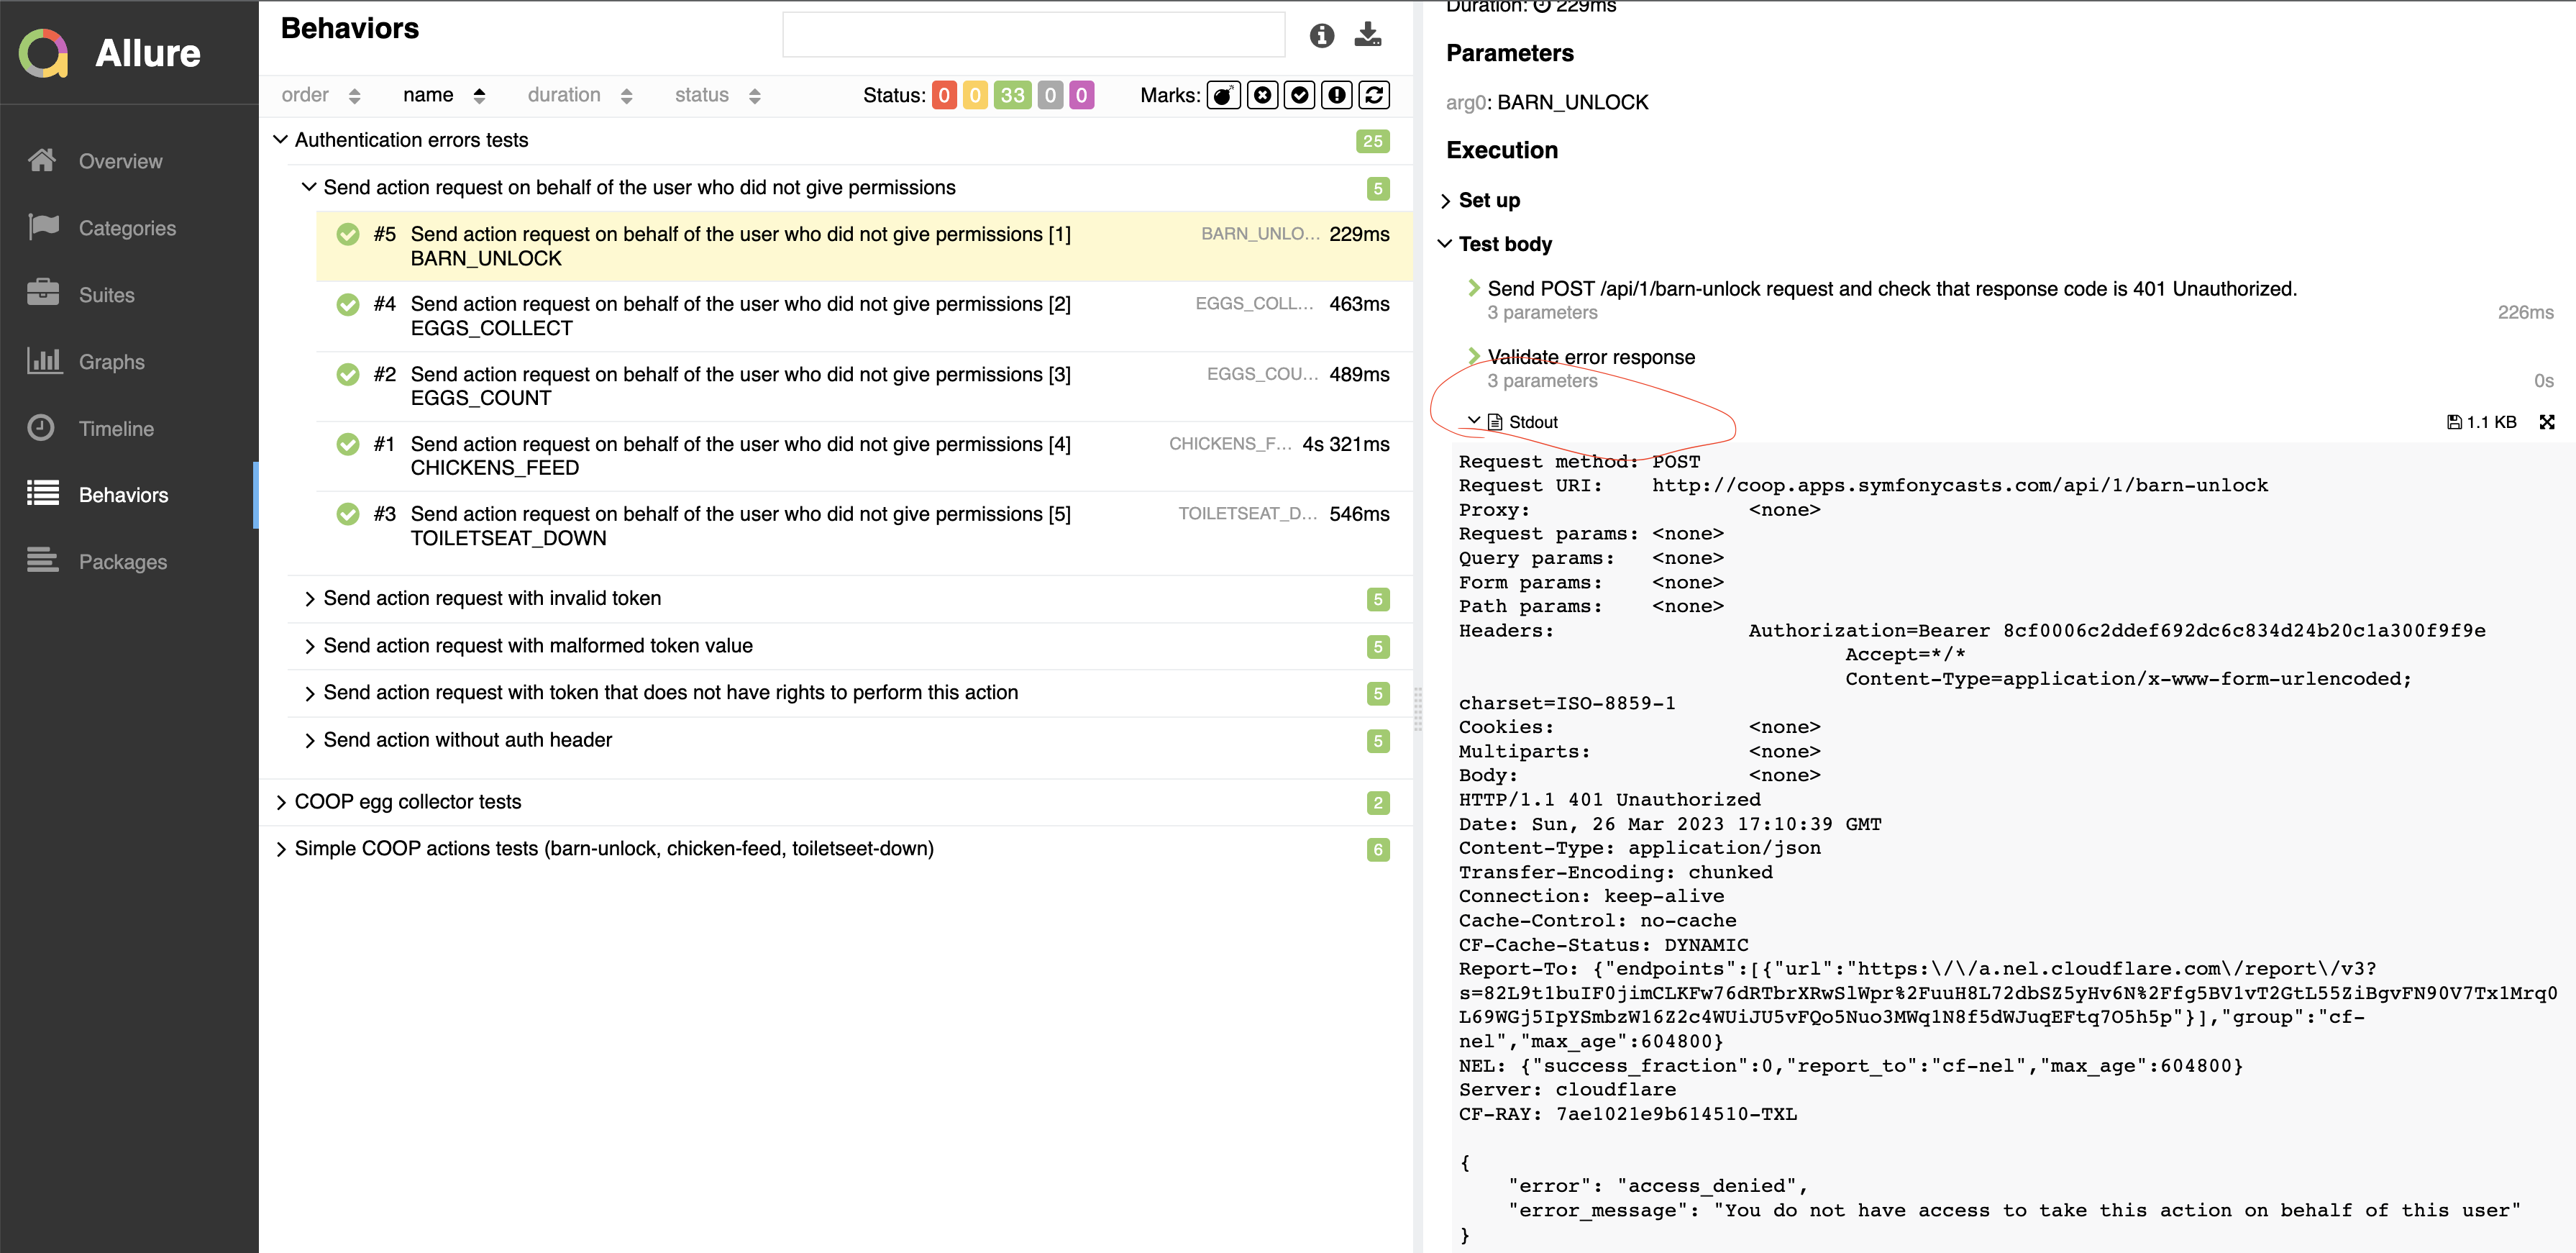 Allure
Overview
Categories
Suites
Graphs
Timeline
Behaviors
Packages
Behaviors
order name duration status Status: 0 0 33 0 0 Marks:
Authentication errors tests 25
Send action request on behalf of the user who did not give permissions 5
#5 Send action request on behalf of the user who did not give permissions [1] BARN_UNLO... 229ms
BARN_UNLOCK
#4 Send action request on behalf of the user who did not give permissions [2] EGGS_COLL... 463ms
EGGS_COLLECT
#2 Send action request on behalf of the user who did not give permissions [3] EGGS_COU... 489ms
EGGS_COUNT
#1 Send action request on behalf of the user who did not give permissions [4] CHICKENS_F... 4s 321ms
CHICKENS_FEED
#3 Send action request on behalf of the user who did not give permissions [5] TOILETSEAT_D... 546ms
TOILETSEAT_DOWN
Send action request with invalid token 5
Send action request with malformed token value 5
Send action request with token that does not have rights to perform this action 5
Send action without auth header 5
COOP egg collector tests 2
Simple COOP actions tests (barn-unlock, chicken-feed, toiletseet-down) 6
Duration: 229ms
Parameters
arg0: BARN_UNLOCK
Execution
Set up
Test body
Send POST /api/1/barn-unlock request and check that response code is 401 Unauthorized.
3 parameters 226ms
Validate error response
3 parameters 0s
Stdout 1.1 KB
Request method: POST
Request URI: http://coop.apps.symfonycasts.com/api/1/barn-unlock
Proxy: <none>
Request params: <none>
Query params: <none>
Form params: <none>
Path params: <none>
Headers: Authorization=Bearer 8cf0006c2ddef692dc6c834d24b20c1a300f9f9e
Accept=*/*
Content-Type=application/x-www-form-urlencoded;
charset=ISO-8859-1
Cookies: <none>
Multiparts: <none>
Body: <none>
HTTP/1.1 401 Unauthorized
Date: Sun, 26 Mar 2023 17:10:39 GMT
Content-Type: application/json
Transfer-Encoding: chunked
Connection: keep-alive
Cache-Control: no-cache
CF-Cache-Status: DYNAMIC
Report-To: {"endpoints":[{"url":"https:\/\/a.nel.cloudflare.com\/report\/v3?
s=82L9t1buIF0jimCLKFw76dRTbrXRwSlWpr%2FuuH8L72dbSZ5yHv6N%2Ffg5BV1vT2GtL55ZiBgvFN90V7Tx1Mrq0
L69WGj5IpYSmbzW16Z2c4WUiJU5vFQo5Nuo3MWq1N8f5dWJuqEFtq7O5h5p"}],"group":"cf-
nel","max_age":604800}
NEL: {"success_fraction":0,"report_to":"cf-nel","max_age":604800}
Server: cloudflare
CF-RAY: 7ae1021e9b614510-TXL
{
"error": "access_denied",
"error_message": "You do not have access to take this action on behalf of this user"
}